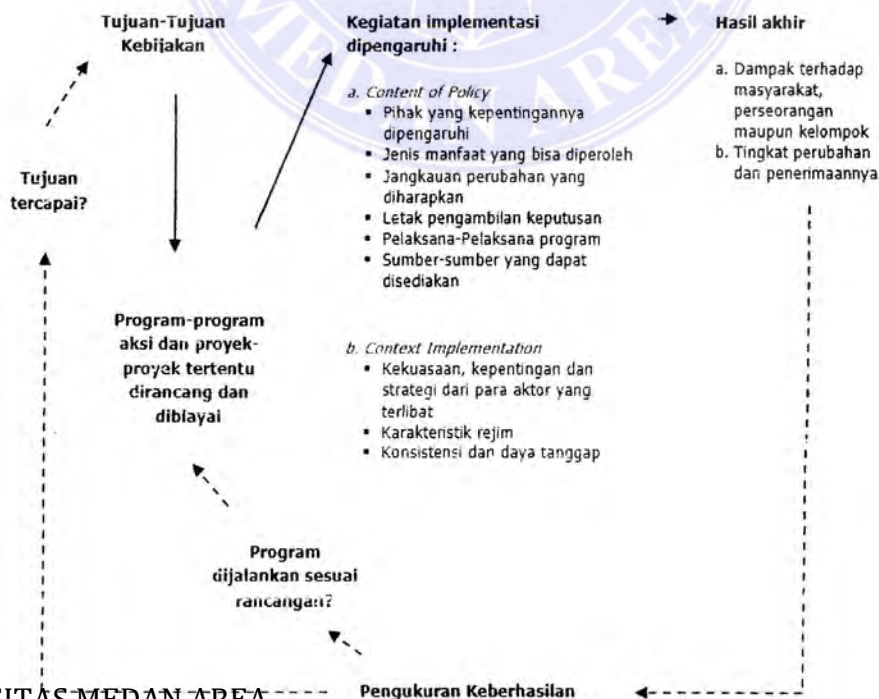 Tujuan-Tujuan
Kebijakan
Kegiatan implementasi
dipengaruhi :
Hasil akhir
a. Content of Policy
▪ Pihak yang kepentingannya
dipengaruhi
▪ Jenis manfaat yang bisa diperoleh
▪ Jangkauan perubahan yang
diharapkan
▪ Letak pengambilan keputusan
▪ Pelaksana-Pelaksana program
▪ Sumber-sumber yang dapat
disediakan
a. Dampak terhadap
masyarakat,
perseorangan
maupun kelompok
b. Tingkat perubahan
dan penerimaannya
Tujuan
tercapai?
Program-program
aksi dan proyek-
proyek tertentu
dirancang dan
dibiayai
b. Context Implementation
▪ Kekuasaan, kepentingan dan
strategi dari para aktor yang
terlibat
▪ Karakteristik rejim
▪ Konsistensi dan daya tanggap
Program
dijalankan sesuai
rancangan?
Pengukuran Keberhasilan
MEDAN AREA
MEDAN AREA